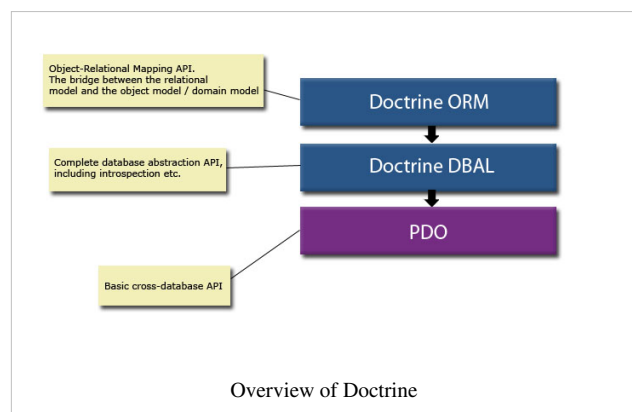 Object-Relational Mapping API.
The bridge between the relational
model and the object model / domain model
Doctrine ORM
Complete database abstraction API,
including introspection etc.
Doctrine DBAL
PDO
Basic cross-database API
Overview of Doctrine